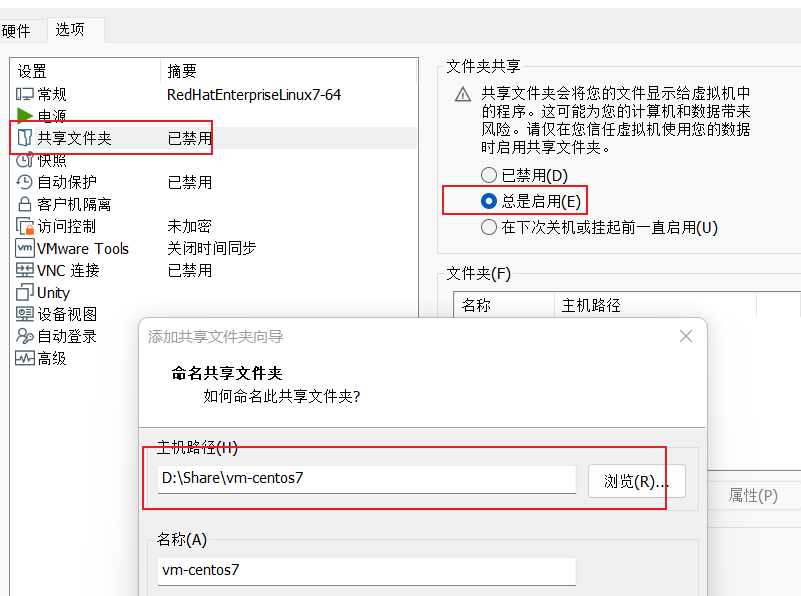 硬件 选项
设置 摘要
常规 RedHatEnterpriseLinux7-64
电源
共享文件夹 已禁用
快照
自动保护 已禁用
客户机隔离
访问控制 未加密
VMware Tools 关闭时间同步
VNC 连接 已禁用
Unity
设备视图
自动登录
高级
文件夹共享
共享文件夹会将您的文件显示给虚拟机中
的程序。这可能为您的计算机和数据带来
风险。请仅在您信任虚拟机使用您的数据
时启用共享文件夹。
已禁用(D)
总是启用(E)
在下次关机或挂起前一直启用(U)
文件夹(F)
名称 主机路径
属性(P)
添加共享文件夹向导
命名共享文件夹
如何命名此共享文件夹?
主机路径(H)
D:\Share\vm-centos7 浏览(R)...
名称(A)
vm-centos7